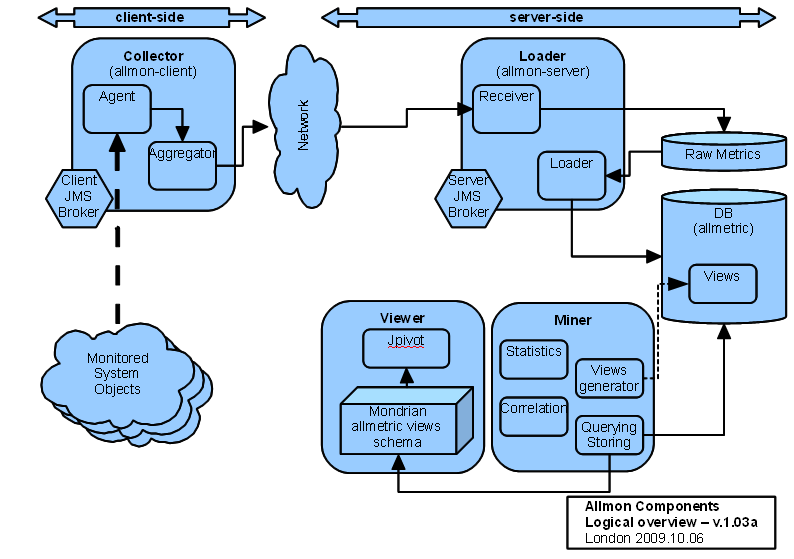 client-side
server-side
Collector
(allmon-client)
Agent
Aggregator
Client
JMS
Broker
Network
Loader
(allmon-server)
Receiver
Loader
Server
JMS
Broker
Raw Metrics
DB
(allmetric)
Views
Monitored
System
Objects
Viewer
Jpivot
Mondrian
allmetric views
schema
Miner
Statistics
Views
generator
Correlation
Querying
Storing
Allmon Components
Logical overview – v.1.03a
London 2009.10.06